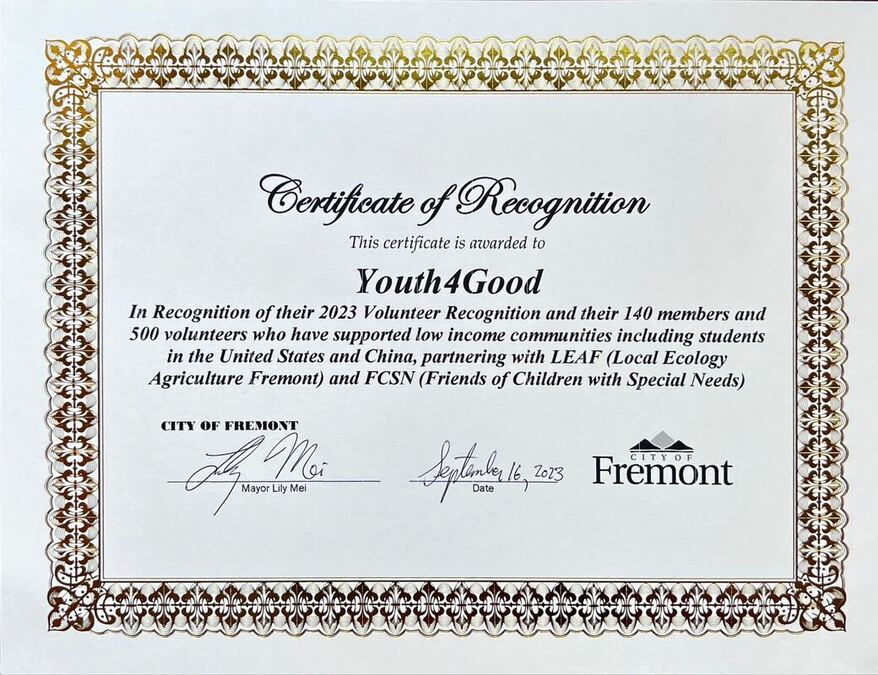 Certificate of Recognition
This certificate is awarded to
Youth4Good
In Recognition of their 2023 Volunteer Recognition and their 140 members and
500 volunteers who have supported low income communities including students
in the United States and China, partnering with LEAF (Local Ecology
Agriculture Fremont) and FCSN (Friends of Children with Special Needs)
CITY OF FREMONT
Lily Mei
Mayor Lily Mei
September 16, 2023
Date
CITY OF
Fremont